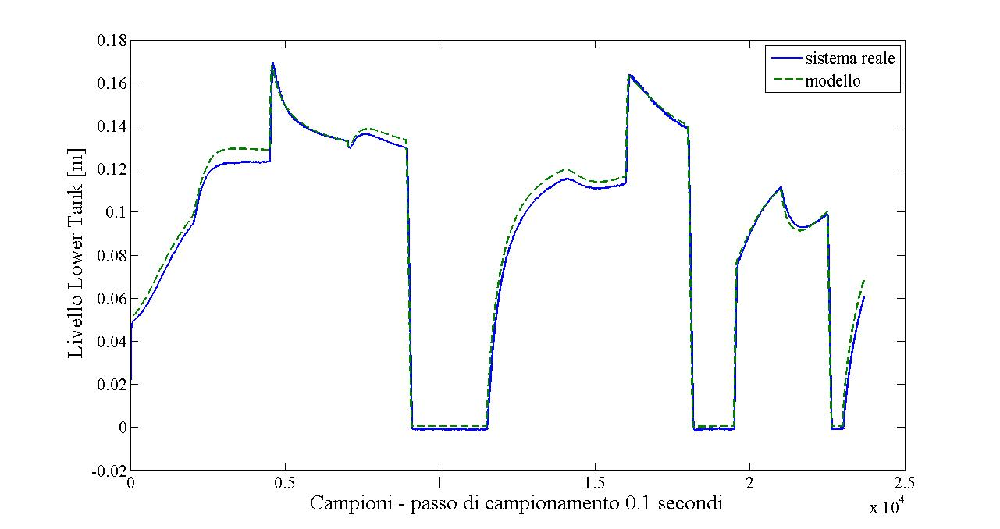 0.18
0.16
0.14
0.12
0.1
0.08
0.06
0.04
0.02
0
-0.02
Livello Lower Tank [m]
sistema reale
modello
0 0.5 1 1.5 2 2.5
x 10^4
Campioni - passo di campionamento 0.1 secondi